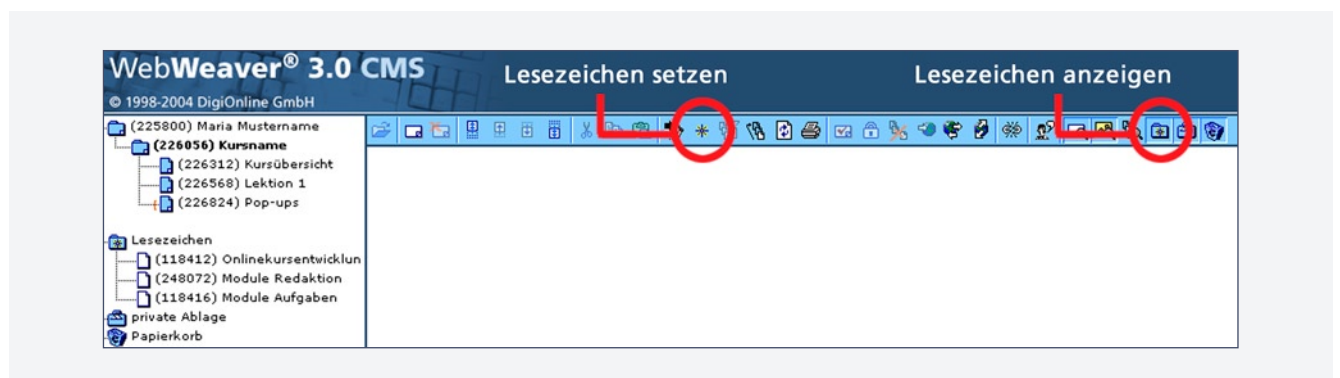 WebWeaver® 3.0 CMS
© 1998-2004 DigiOnline GmbH
Lesezeichen setzen
Lesezeichen anzeigen
(225800) Maria Mustername
(226056) Kursname
(226312) Kursübersicht
(226568) Lektion 1
(226824) Pop-ups
Lesezeichen
(118412) Onlinekursentwicklun
(248072) Module Redaktion
(118416) Module Aufgaben
private Ablage
Papierkorb